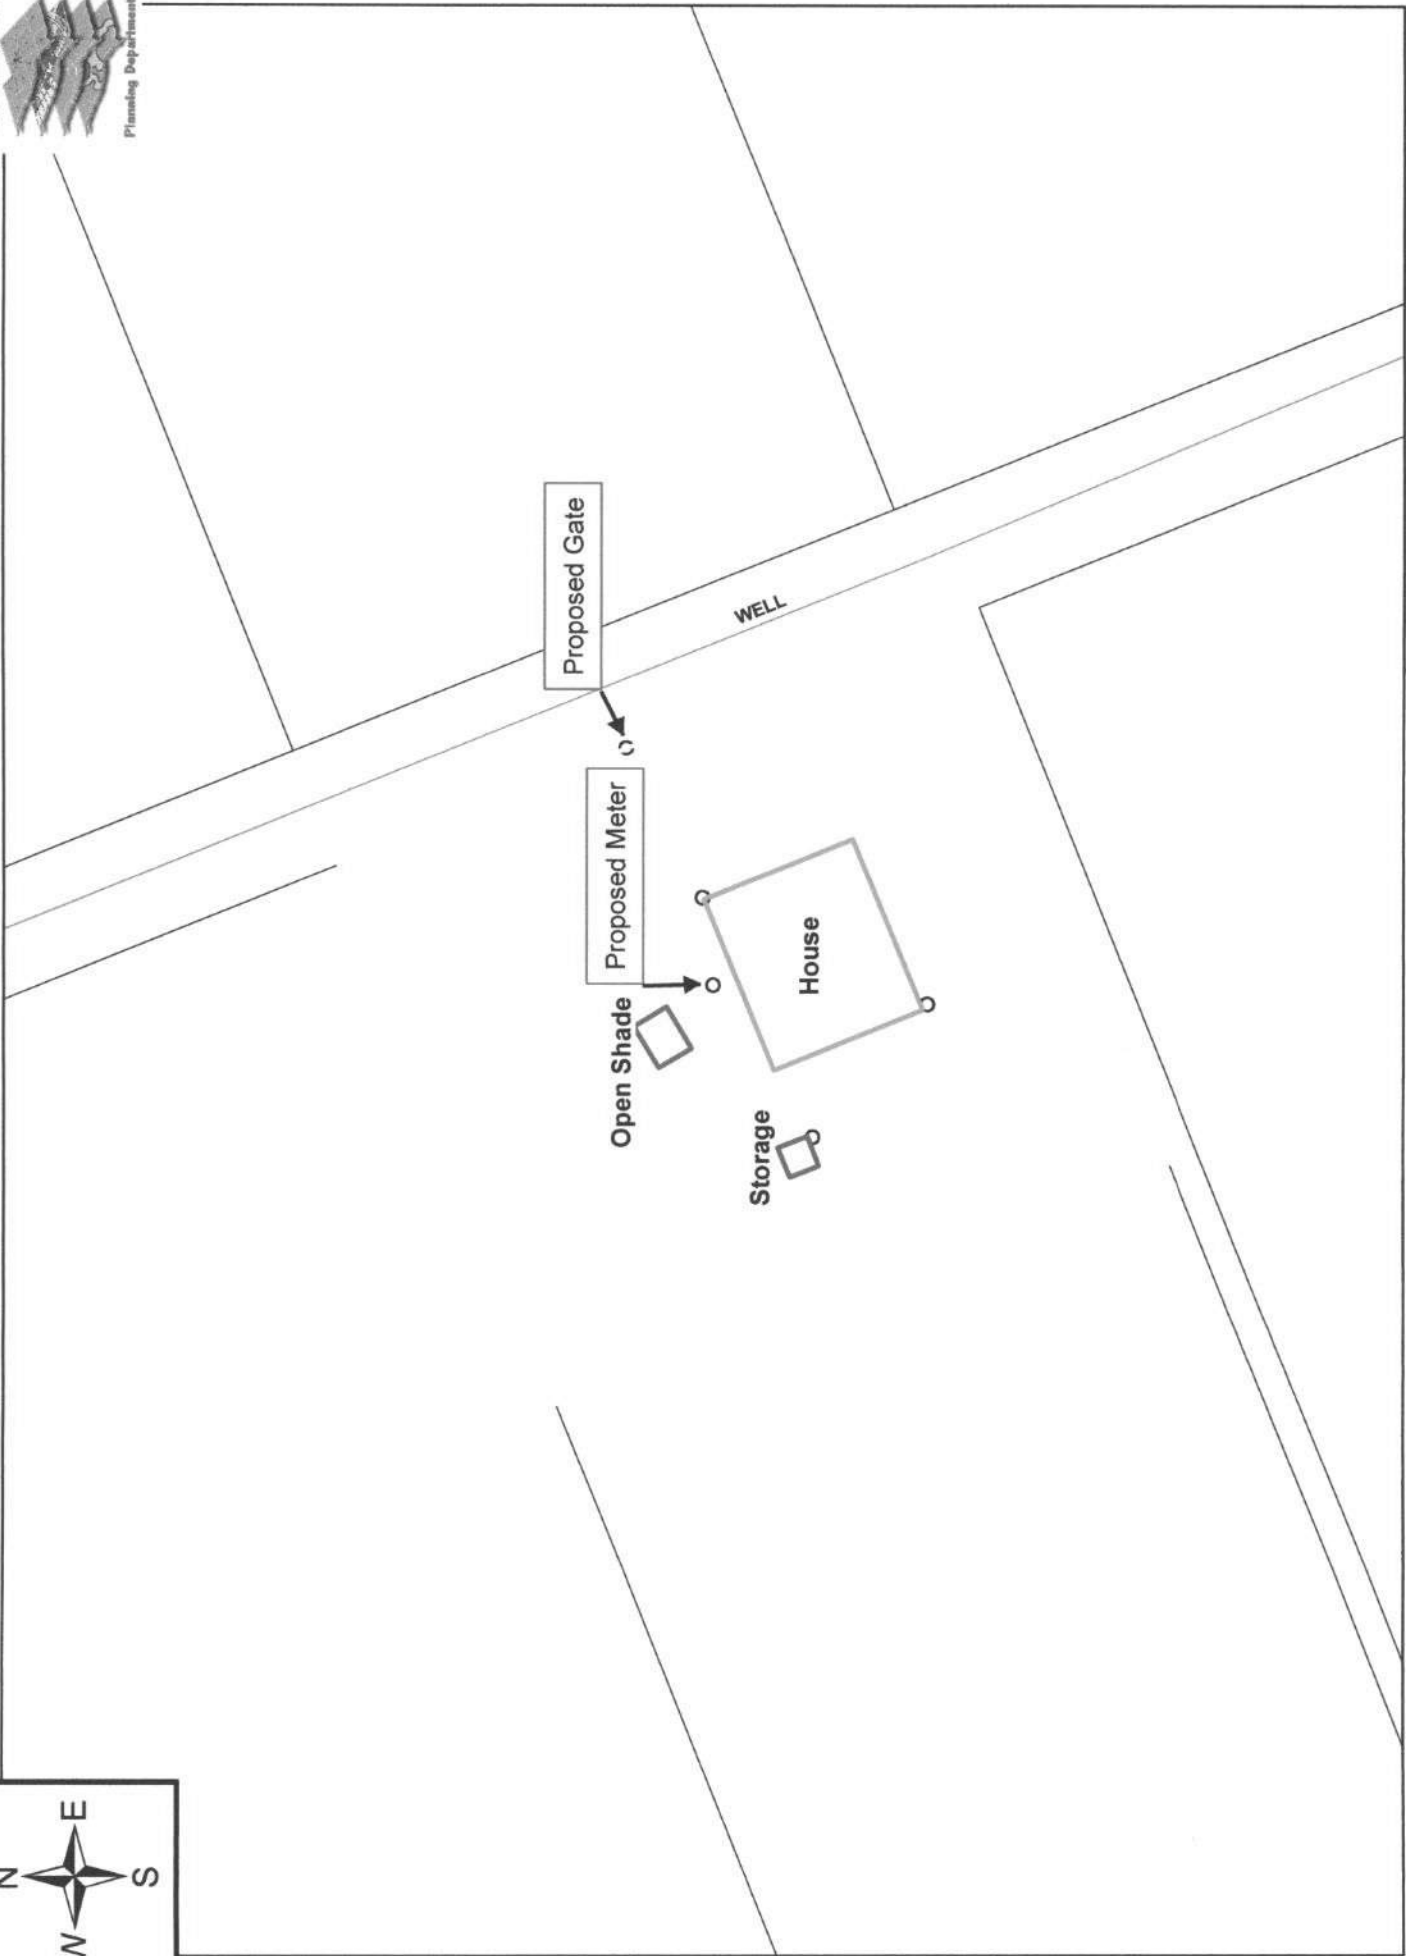 Planning Department
Proposed Gate
WELL
Proposed Meter
Open Shade
House
Storage
N
W E
S